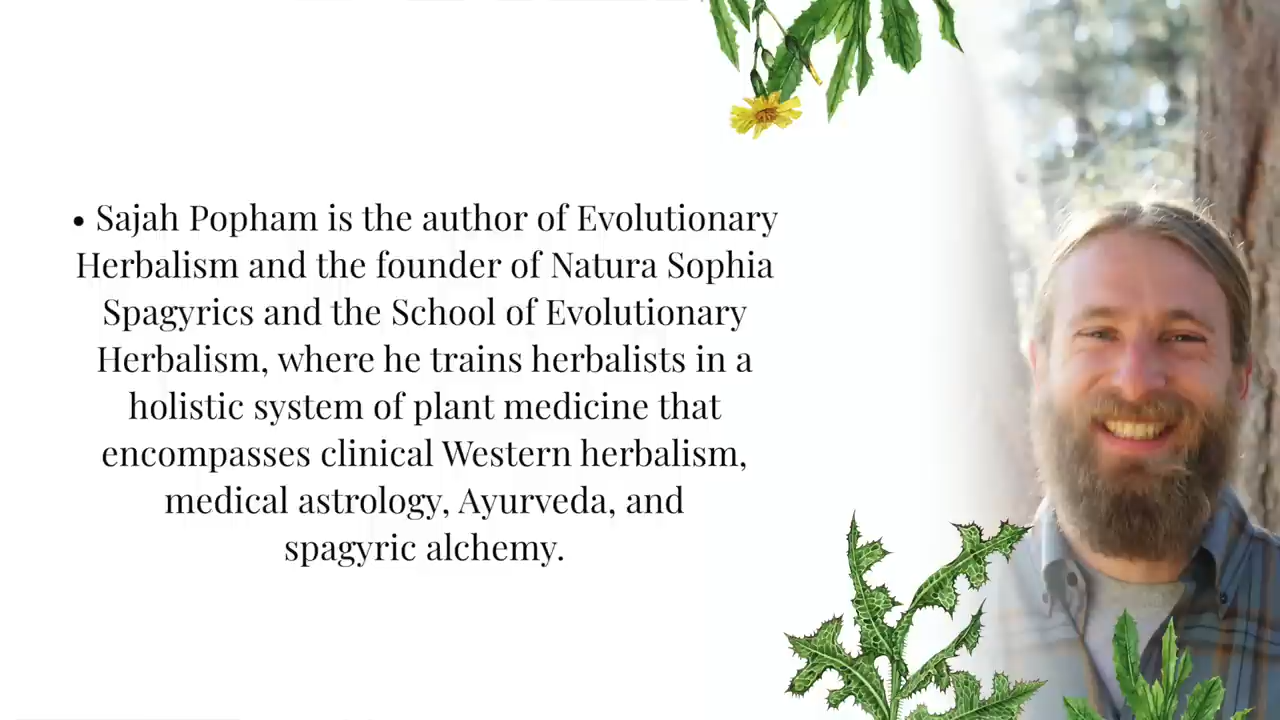 • Sajah Popham is the author of Evolutionary
Herbalism and the founder of Natura Sophia
Spagyrics and the School of Evolutionary
Herbalism, where he trains herbalists in a
holistic system of plant medicine that
encompasses clinical Western herbalism,
medical astrology, Ayurveda, and
spagyric alchemy.